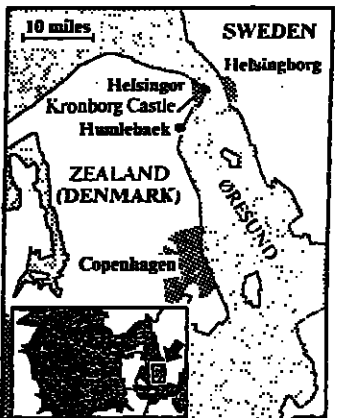 10 miles
SWEDEN
Helsingborg
Helsingor
Kronborg Castle
Humlebaek
ZEALAND
(DENMARK)
ØRESUND
Copenhagen